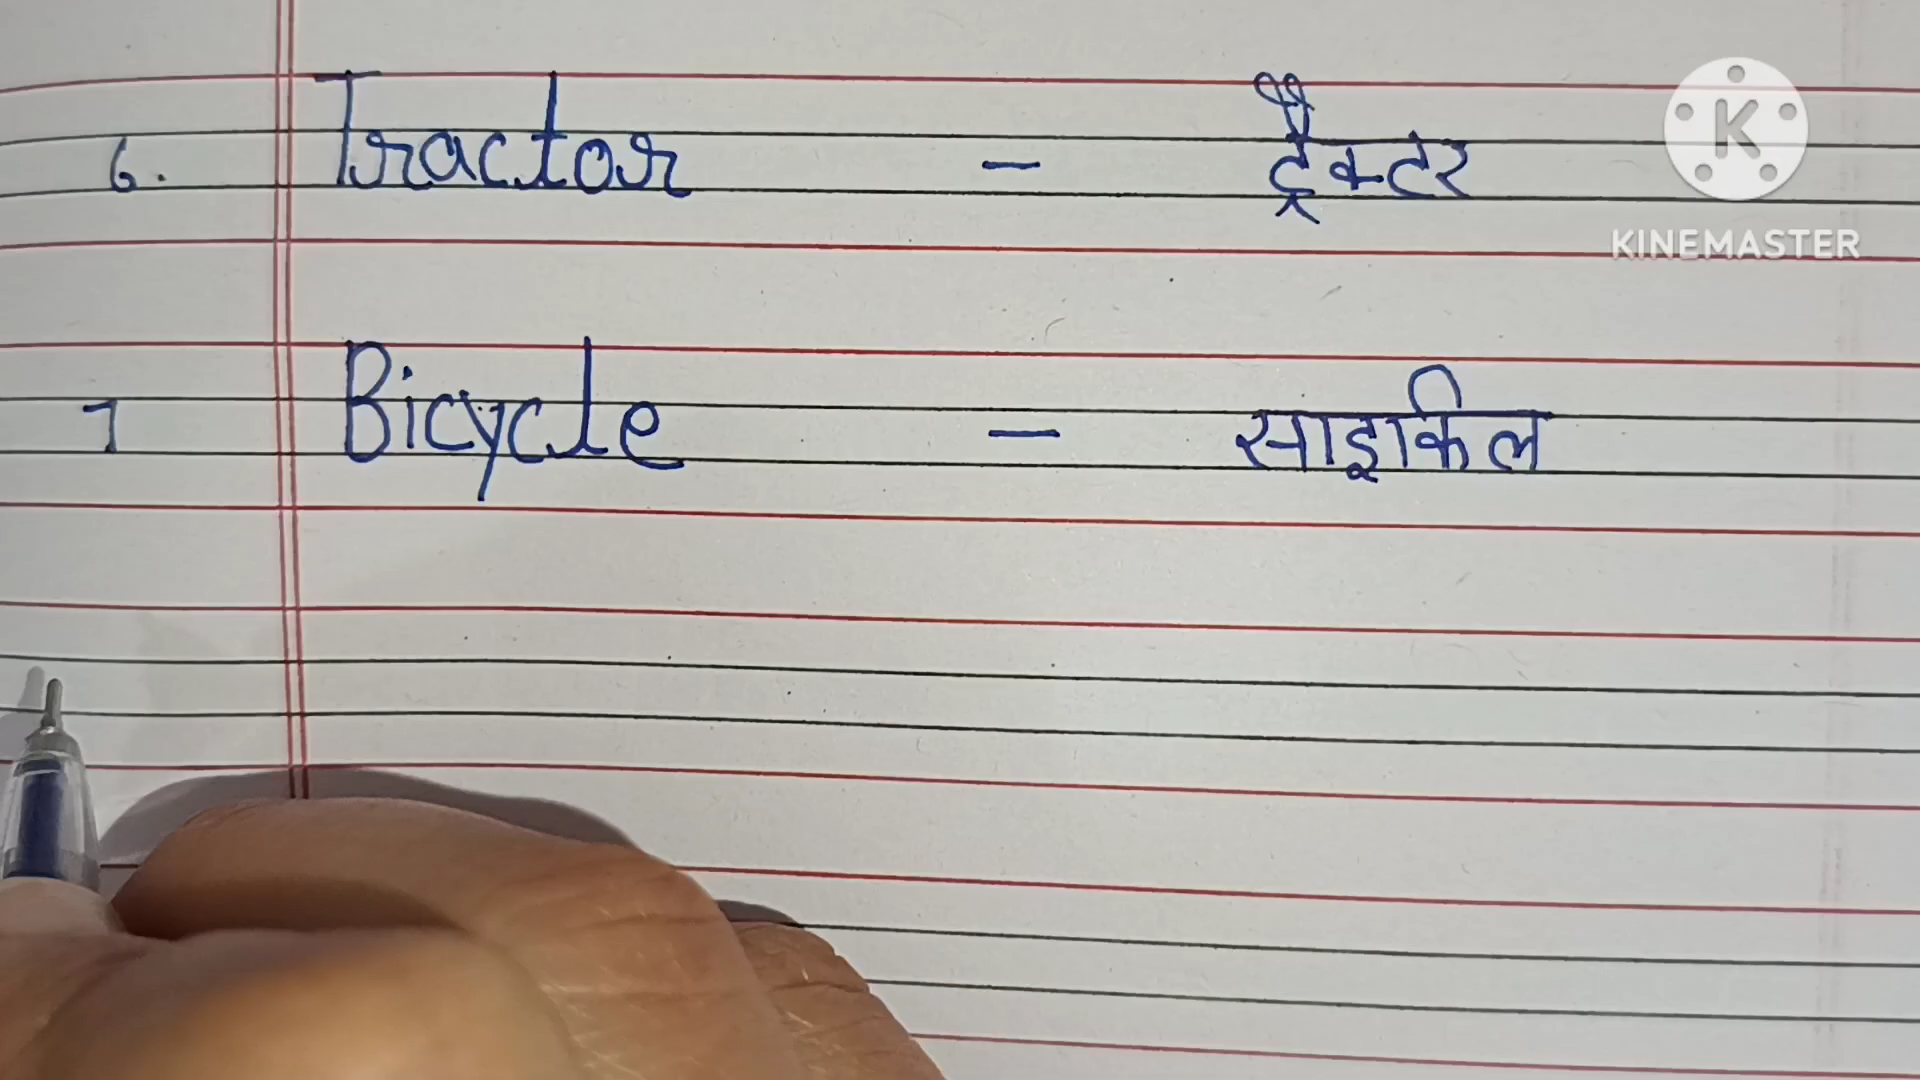 6. Tractor - ट्रैक्टर
KINEMASTER
7 Bicycle - साइकिल